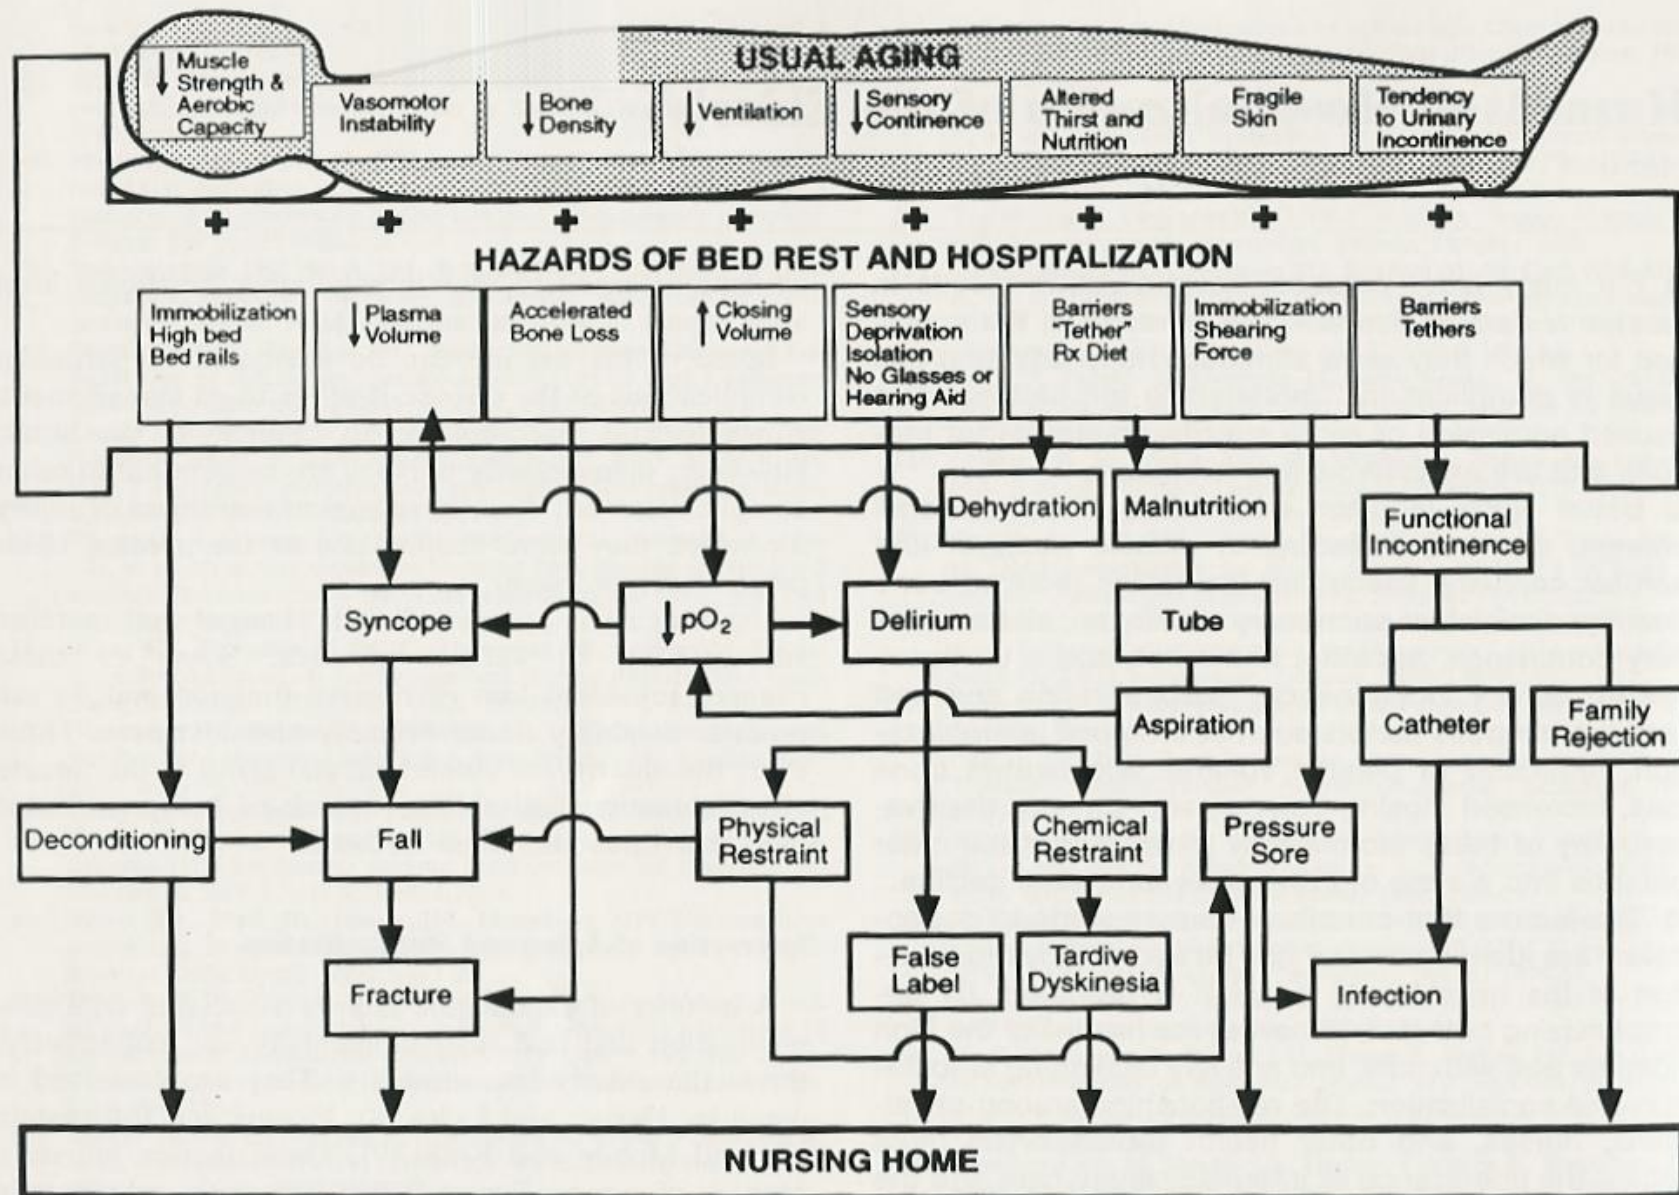 USUAL AGING
↓ Muscle
Strength &
Aerobic
Capacity
Vasomotor
Instability
↓ Bone
Density
↓ Ventilation
↓ Sensory
Continence
Altered
Thirst and
Nutrition
Fragile
Skin
Tendency
to Urinary
Incontinence
+ + + + + + + +
HAZARDS OF BED REST AND HOSPITALIZATION
Immobilization
High bed
Bed rails
↓ Plasma
Volume
Accelerated
Bone Loss
↑ Closing
Volume
Sensory
Deprivation
Isolation
No Glasses or
Hearing Aid
Barriers
"Tether"
Rx Diet
Immobilization
Shearing
Force
Barriers
Tethers
Dehydration
Malnutrition
Functional
Incontinence
Syncope
↓ pO₂
Delirium
Tube
Aspiration
Catheter
Family
Rejection
Deconditioning
Fall
Physical
Restraint
Chemical
Restraint
Pressure
Sore
Fracture
False
Label
Tardive
Dyskinesia
Infection
NURSING HOME